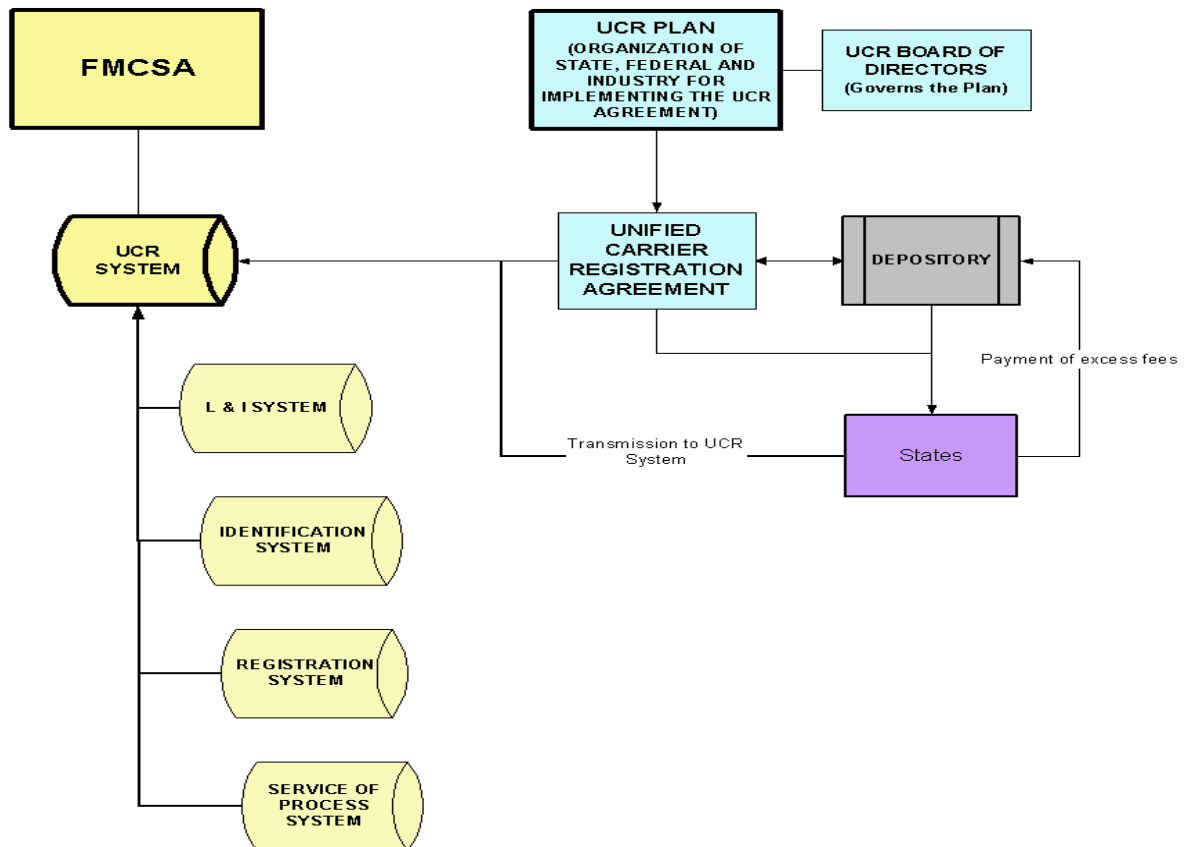 FMCSA
UCR PLAN
(ORGANIZATION OF
STATE, FEDERAL AND
INDUSTRY FOR
IMPLEMENTING THE UCR
AGREEMENT)
UCR BOARD OF
DIRECTORS
(Governs the Plan)
UCR
SYSTEM
UNIFIED
CARRIER
REGISTRATION
AGREEMENT
DEPOSITORY
Payment of excess fees
L & I SYSTEM
Transmission to UCR
System
States
IDENTIFICATION
SYSTEM
REGISTRATION
SYSTEM
SERVICE OF
PROCESS
SYSTEM